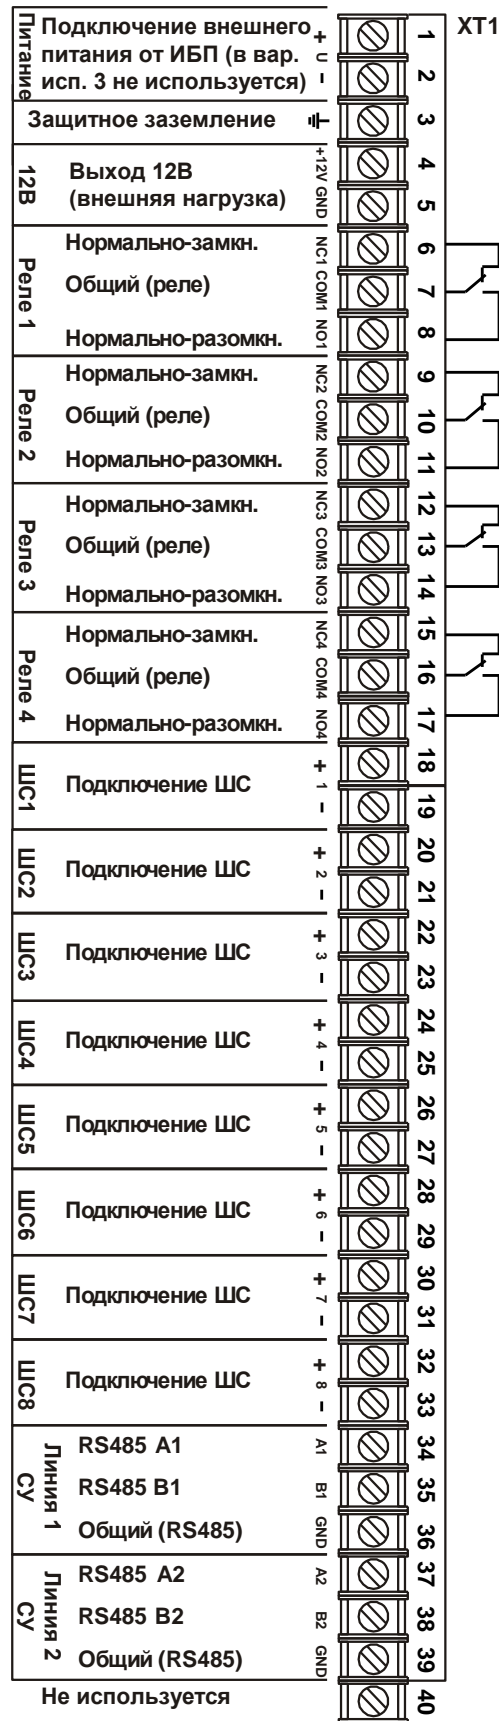 XT1
Питание
Подключение внешнего
питания от ИБП (в вар.
исп. 3 не используется)
+ U -
1
2
Защитное заземление
3
12В
Выход 12В
(внешняя нагрузка)
+12V GND
4
5
Реле 1
Нормально-замкн. NC1 6
Общий (реле) COM1 7
Нормально-разомкн. NO1 8
Реле 2
Нормально-замкн. NC2 9
Общий (реле) COM2 10
Нормально-разомкн. NO2 11
Реле 3
Нормально-замкн. NC3 12
Общий (реле) COM3 13
Нормально-разомкн. NO3 14
Реле 4
Нормально-замкн. NC4 15
Общий (реле) COM4 16
Нормально-разомкн. NO4 17
ШС1
Подключение ШС
+ 1 -
18
19
ШС2
Подключение ШС
+ 2 -
20
21
ШС3
Подключение ШС
+ 3 -
22
23
ШС4
Подключение ШС
+ 4 -
24
25
ШС5
Подключение ШС
+ 5 -
26
27
ШС6
Подключение ШС
+ 6 -
28
29
ШС7
Подключение ШС
+ 7 -
30
31
ШС8
Подключение ШС
+ 8 -
32
33
Линия 1
СУ
RS485 A1 A1 34
RS485 B1 B1 35
Общий (RS485) GND 36
Линия 2
СУ
RS485 A2 A2 37
RS485 B2 B2 38
Общий (RS485) GND 39
Не используется 40